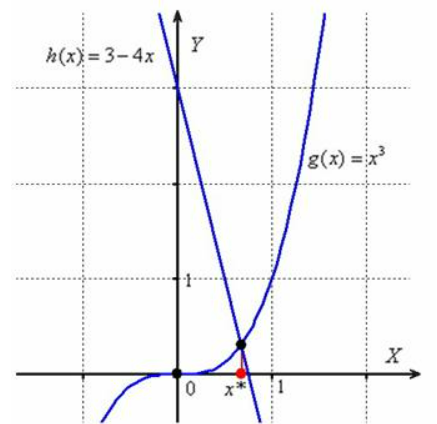 Y
h(x) = 3 – 4x
g(x) = x³
1
X
0 x* 1